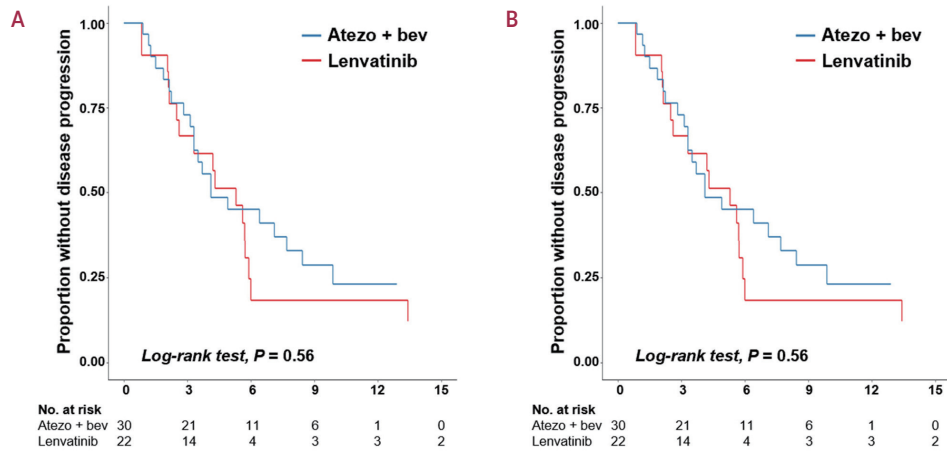 A
Proportion without disease progression
1.00
0.75
0.50
0.25
0.00
Atezo + bev
Lenvatinib
Log-rank test, P = 0.56
0 3 6 9 12 15
No. at risk
Atezo + bev 30 21 11 6 1 0
Lenvatinib 22 14 4 3 3 2
B
Proportion without disease progression
1.00
0.75
0.50
0.25
0.00
Atezo + bev
Lenvatinib
Log-rank test, P = 0.56
0 3 6 9 12 15
No. at risk
Atezo + bev 30 21 11 6 1 0
Lenvatinib 22 14 4 3 3 2